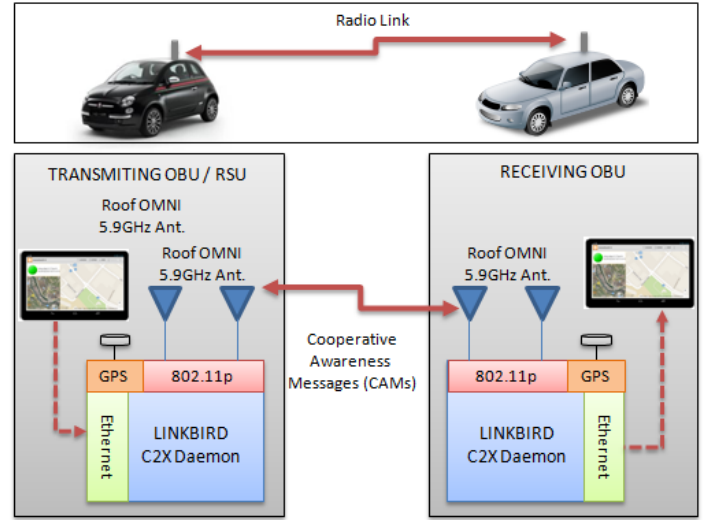 Radio Link
TRANSMITING OBU / RSU
Roof OMNI
5.9GHz Ant.
Roof OMNI
5.9GHz Ant.
GPS
802.11p
Ethernet
LINKBIRD
C2X Daemon
Cooperative
Awareness
Messages (CAMs)
RECEIVING OBU
Roof OMNI
5.9GHz Ant.
802.11p
GPS
LINKBIRD
C2X Daemon
Ethernet